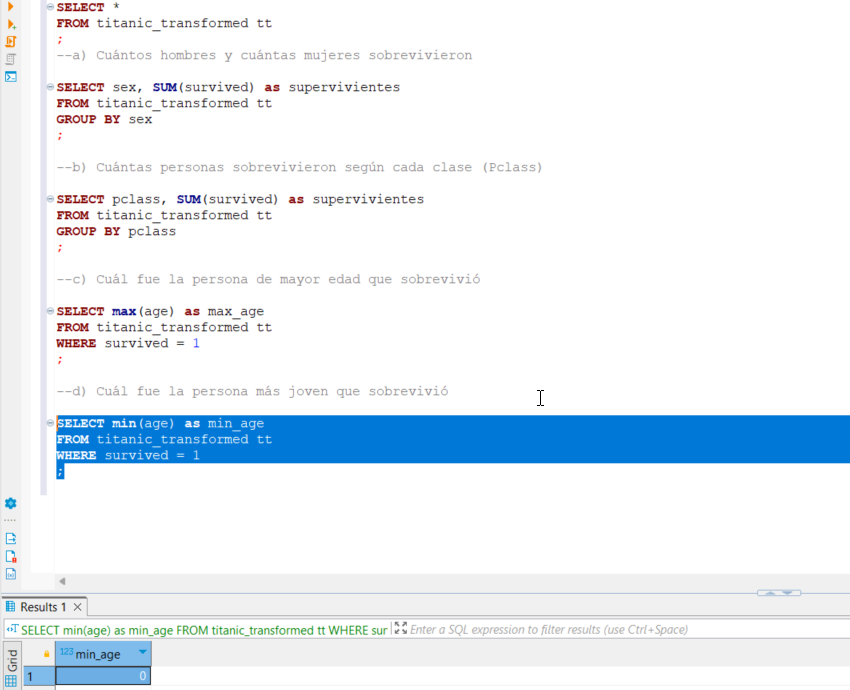 SELECT *
FROM titanic_transformed tt
;
--a) Cuántos hombres y cuántas mujeres sobrevivieron
SELECT sex, SUM(survived) as supervivientes
FROM titanic_transformed tt
GROUP BY sex
;
--b) Cuántas personas sobrevivieron según cada clase (Pclass)
SELECT pclass, SUM(survived) as supervivientes
FROM titanic_transformed tt
GROUP BY pclass
;
--c) Cuál fue la persona de mayor edad que sobrevivió
SELECT max(age) as max_age
FROM titanic_transformed tt
WHERE survived = 1
;
--d) Cuál fue la persona más joven que sobrevivió
SELECT min(age) as min_age
FROM titanic_transformed tt
WHERE survived = 1
;
Results 1
SELECT min(age) as min_age FROM titanic_transformed tt WHERE sur Enter a SQL expression to filter results (use Ctrl+Space)
Grid
123 min_age
1 0